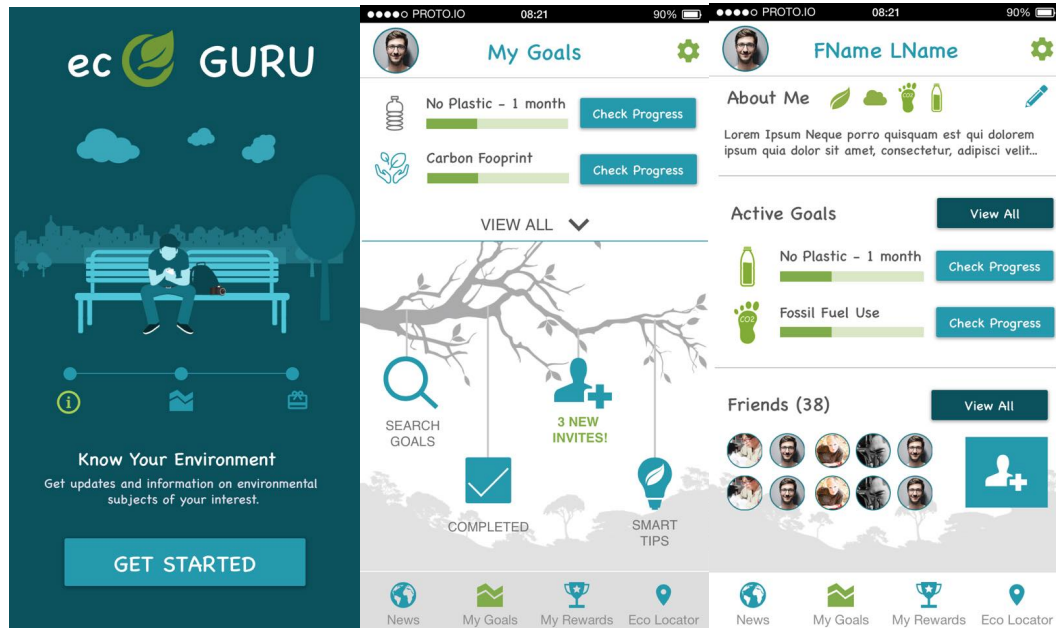 ec GURU
Know Your Environment
Get updates and information on environmental
subjects of your interest.
GET STARTED
PROTO.IO 08:21 90%
My Goals
No Plastic - 1 month
Check Progress
Carbon Fooprint
Check Progress
VIEW ALL
SEARCH
GOALS
3 NEW
INVITES!
COMPLETED
SMART
TIPS
News My Goals My Rewards Eco Locator
PROTO.IO 08:21 90%
FName LName
About Me
CO2
Lorem Ipsum Neque porro quisquam est qui dolorem
ipsum quia dolor sit amet, consectetur, adipisci velit...
Active Goals View All
No Plastic - 1 month
Check Progress
CO2
Fossil Fuel Use
Check Progress
Friends (38) View All
News My Goals My Rewards Eco Locator